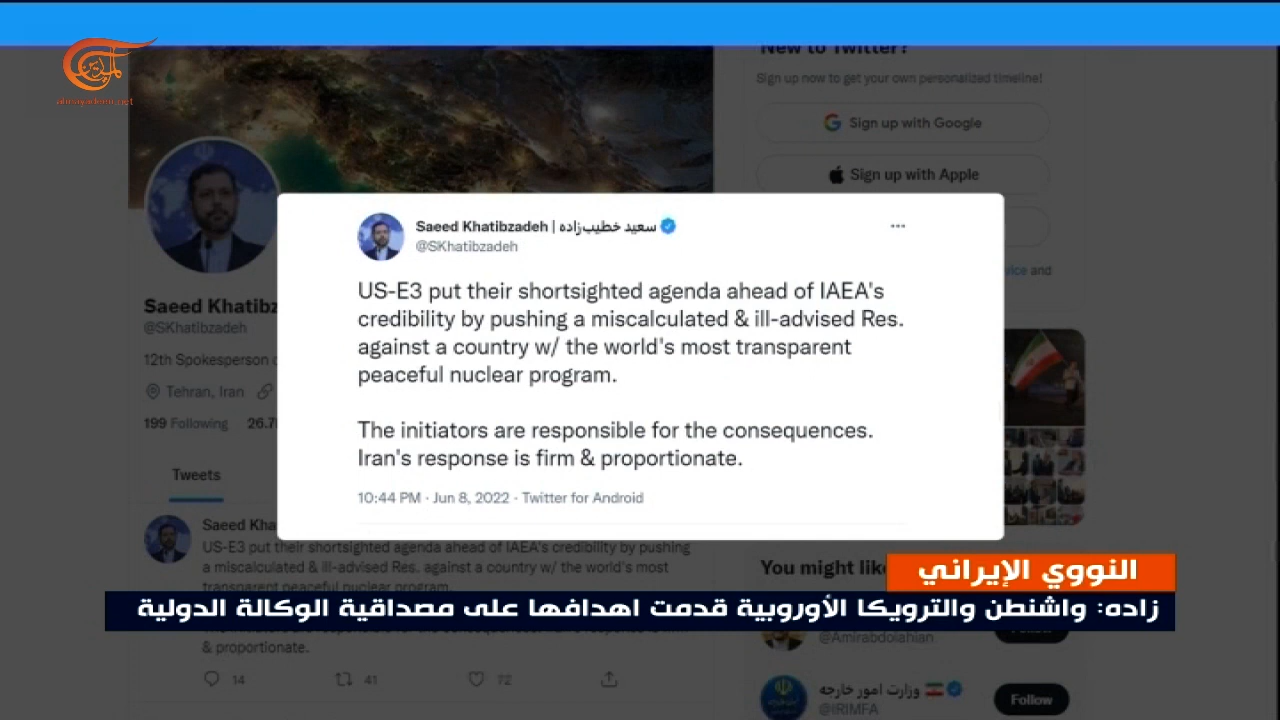 الميادين
almayadeen.net
New to Twitter?
Sign up now to get your own personalized timeline!
Sign up with Google
Sign up with Apple
and
Saeed Khatibzadeh | سعید خطیب‌زاده
@SKhatibzadeh
US-E3 put their shortsighted agenda ahead of IAEA's
credibility by pushing a miscalculated & ill-advised Res.
against a country w/ the world's most transparent
peaceful nuclear program.
The initiators are responsible for the consequences.
Iran's response is firm & proportionate.
10:44 PM · Jun 8, 2022 · Twitter for Android
Saeed Khatibz
@SKhatibzadeh
12th Spokesperson
Tehran, Iran
199 Following 26.7
Tweets
Saeed Kha
US-E3 put their shortsighted agenda ahead of IAEA's credibility by pushing
a miscalculated & ill-advised Res. against a country w/ the world's most
transparent peaceful nuclear program.
& proportionate.
14 41 72
You might like
النووي الإيراني
زاده: واشنطن والترويكا الأوروبية قدمت اهدافها على مصداقية الوكالة الدولية
@Amirabdolahian
وزارت امور خارجه
@IRIMFA
Follow